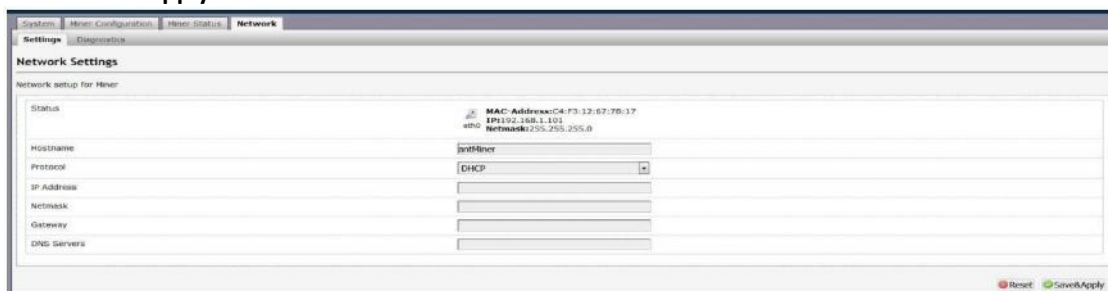 System Miner Configuration Miner Status Network
Settings Diagnostics
Network Settings
Network setup for Miner
Status
MAC-Address:C4:F3:12:67:7B:17
IP:192.168.1.101
eth0 Netmask:255.255.255.0
Hostname antMiner
Protocol DHCP
IP Address
Netmask
Gateway
DNS Servers
Reset Save&Apply